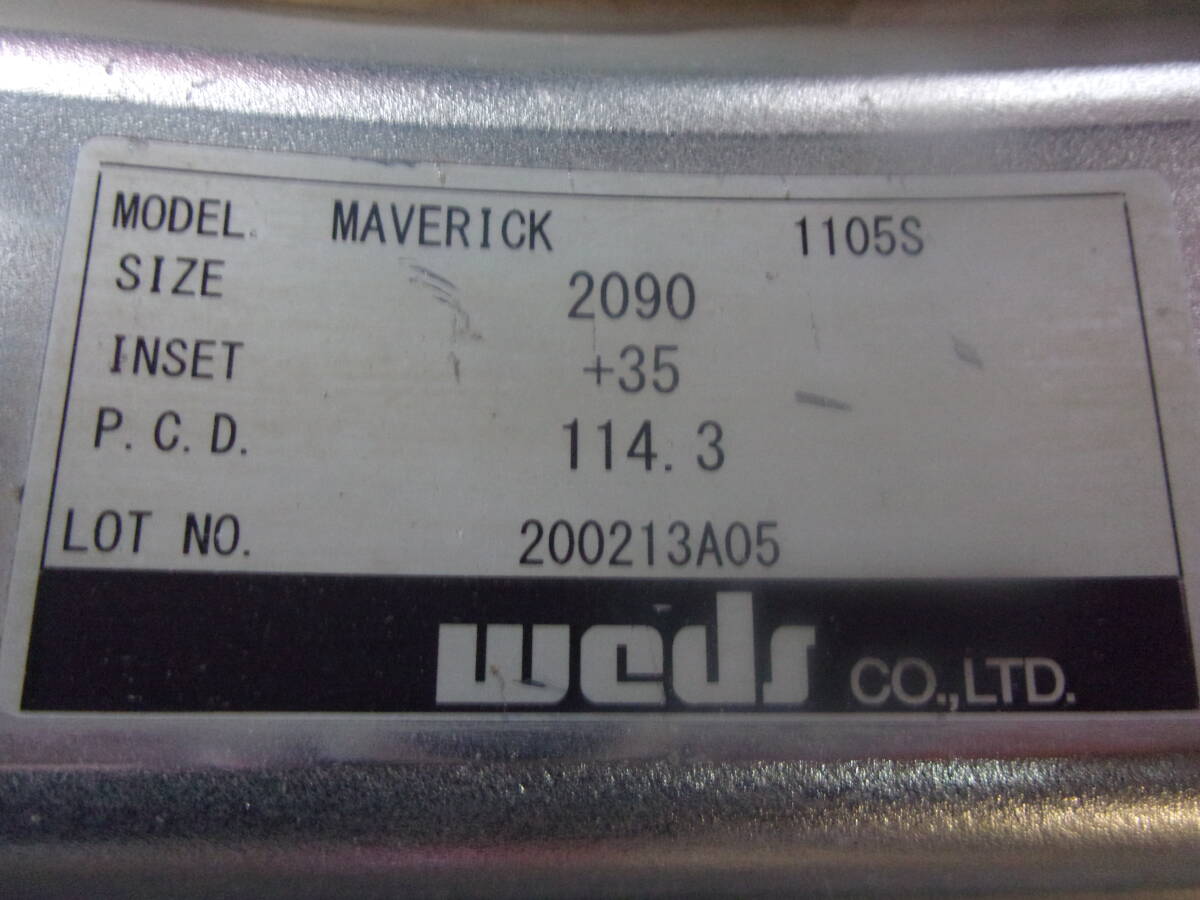 MODEL. MAVERICK 1105S
SIZE 2090
INSET +35
P.C.D. 114.3
LOT NO. 200213A05
weds CO.,LTD.